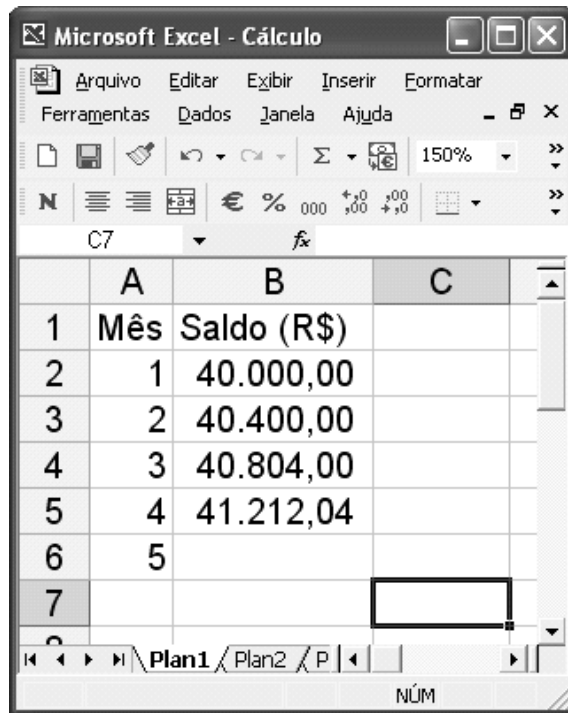 Microsoft Excel - Cálculo
Arquivo Editar Exibir Inserir Formatar
Ferramentas Dados Janela Ajuda
Σ 150% »
N € % 000 ,00 ,00 »
C7 fx
A B C
1 Mês Saldo (R$)
2 1 40.000,00
3 2 40.400,00
4 3 40.804,00
5 4 41.212,04
6 5
7
Plan1 Plan2 P
NÚM